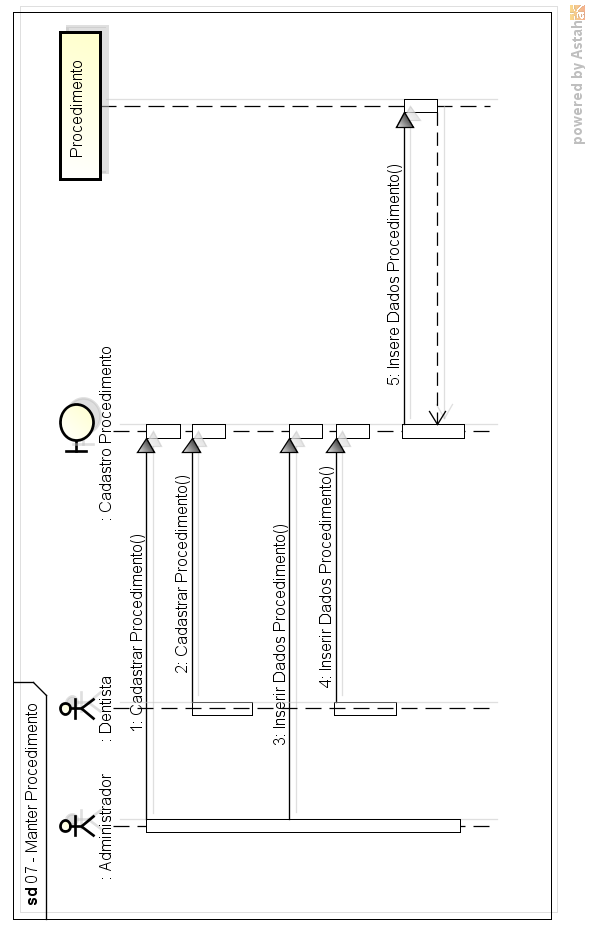 sd 07 - Manter Procedimento
: Administrador
: Dentista
: Cadastro Procedimento
Procedimento
1: Cadastrar Procedimento()
2: Cadastrar Procedimento()
3: Inserir Dados Procedimento()
4: Inserir Dados Procedimento()
5: Insere Dados Procedimento()
powered by Astah